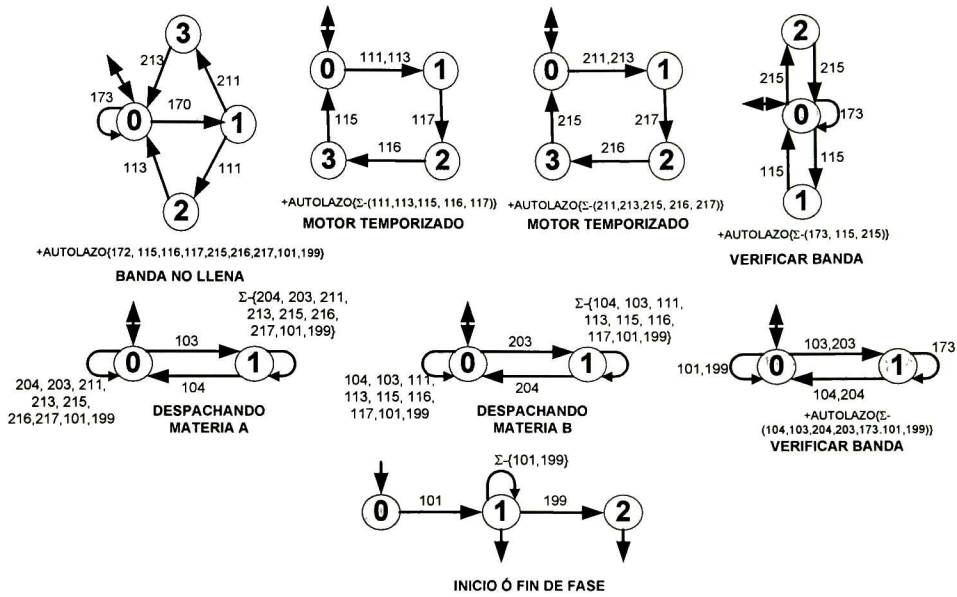 3
213
211
173
0
170
1
113
111
2
+AUTOLAZO{172, 115,116,117,215,216,217,101,199}
BANDA NO LLENA
0
111,113
1
115
117
3
116
2
+AUTOLAZO{Σ-(111,113,115, 116, 117)}
MOTOR TEMPORIZADO
0
211,213
1
215
217
3
216
2
+AUTOLAZO{Σ-(211,213,215, 216, 217)}
MOTOR TEMPORIZADO
2
215
215
0
173
115
115
1
+AUTOLAZO{Σ-(173, 115, 215)}
VERIFICAR BANDA
Σ-{204, 203, 211,
213, 215, 216,
217,101,199}
0
103
1
104
204, 203, 211,
213, 215,
216,217,101,199
DESPACHANDO
MATERIA A
Σ-{104, 103, 111,
113, 115, 116,
117,101,199}
0
203
1
204
104, 103, 111,
113, 115, 116,
117,101,199
DESPACHANDO
MATERIA B
0
103,203
1
173
101,199
104,204
+AUTOLAZO{Σ-
(104,103,204,203,173.101,199)}
VERIFICAR BANDA
Σ-{101,199}
0
101
1
199
2
INICIO Ó FIN DE FASE